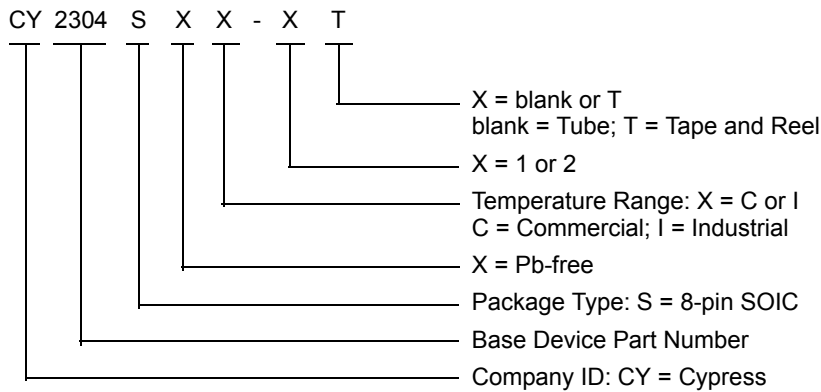 CY 2304 S X X - X T
X = blank or T
blank = Tube; T = Tape and Reel
X = 1 or 2
Temperature Range: X = C or I
C = Commercial; I = Industrial
X = Pb-free
Package Type: S = 8-pin SOIC
Base Device Part Number
Company ID: CY = Cypress